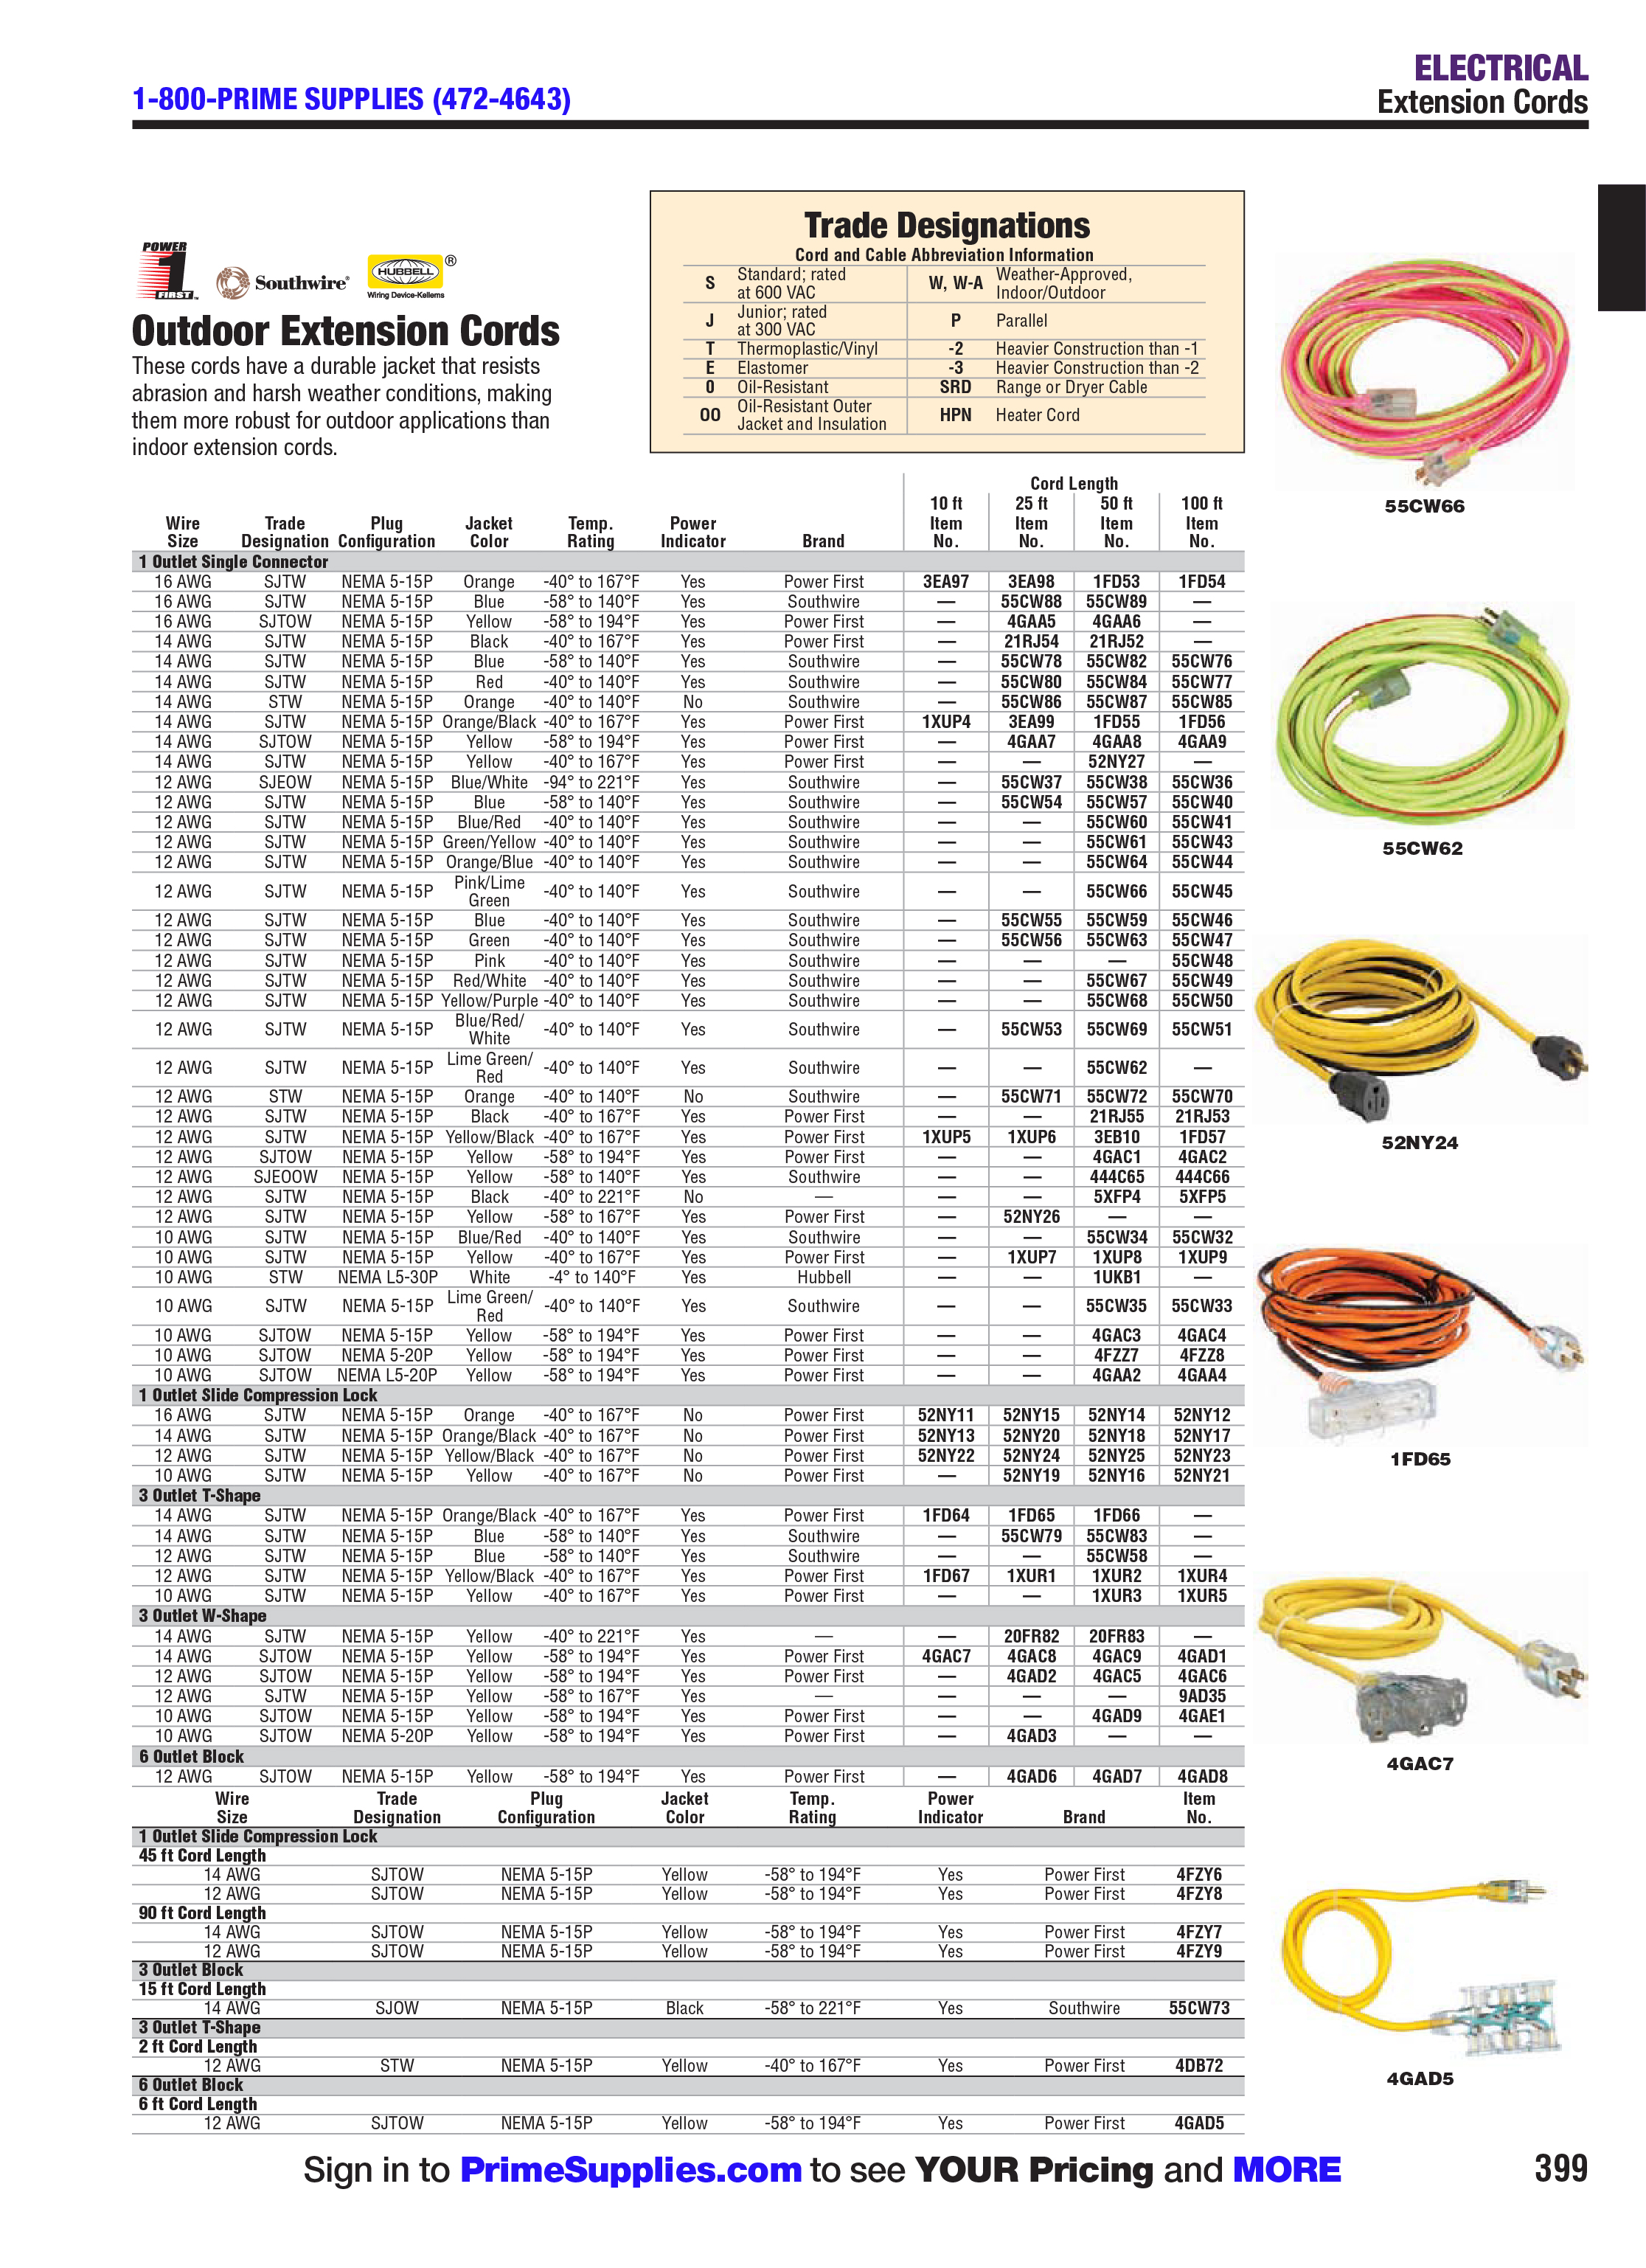 ELECTRICAL
1-800-PRIME SUPPLIES (472-4643)
Extension Cords
POWER
1
FIRST™
Southwire®
HUBBELL®
Wiring Device-Kellems
Outdoor Extension Cords
These cords have a durable jacket that resists
abrasion and harsh weather conditions, making
them more robust for outdoor applications than
indoor extension cords.
Trade Designations
Cord and Cable Abbreviation Information
S Standard; rated at 600 VAC W, W-A Weather-Approved, Indoor/Outdoor
J Junior; rated at 300 VAC P Parallel
T Thermoplastic/Vinyl -2 Heavier Construction than -1
E Elastomer -3 Heavier Construction than -2
0 Oil-Resistant SRD Range or Dryer Cable
OO Oil-Resistant Outer Jacket and Insulation HPN Heater Cord
Cord Length
10 ft 25 ft 50 ft 100 ft
Wire Trade Plug Jacket Temp. Power Item Item Item Item
Size Designation Configuration Color Rating Indicator Brand No. No. No. No.
1 Outlet Single Connector
16 AWG SJTW NEMA 5-15P Orange -40° to 167°F Yes Power First 3EA97 3EA98 1FD53 1FD54
16 AWG SJTW NEMA 5-15P Blue -58° to 140°F Yes Southwire — 55CW88 55CW89 —
16 AWG SJTOW NEMA 5-15P Yellow -58° to 194°F Yes Power First — 4GAA5 4GAA6 —
14 AWG SJTW NEMA 5-15P Black -40° to 167°F Yes Power First — 21RJ54 21RJ52 —
14 AWG SJTW NEMA 5-15P Blue -58° to 140°F Yes Southwire — 55CW78 55CW82 55CW76
14 AWG SJTW NEMA 5-15P Red -40° to 140°F Yes Southwire — 55CW80 55CW84 55CW77
14 AWG STW NEMA 5-15P Orange -40° to 140°F No Southwire — 55CW86 55CW87 55CW85
14 AWG SJTW NEMA 5-15P Orange/Black -40° to 167°F Yes Power First 1XUP4 3EA99 1FD55 1FD56
14 AWG SJTOW NEMA 5-15P Yellow -58° to 194°F Yes Power First — 4GAA7 4GAA8 4GAA9
14 AWG SJTW NEMA 5-15P Yellow -40° to 167°F Yes Power First — — 52NY27 —
12 AWG SJEOW NEMA 5-15P Blue/White -94° to 221°F Yes Southwire — 55CW37 55CW38 55CW36
12 AWG SJTW NEMA 5-15P Blue -58° to 140°F Yes Southwire — 55CW54 55CW57 55CW40
12 AWG SJTW NEMA 5-15P Blue/Red -40° to 140°F Yes Southwire — — 55CW60 55CW41
12 AWG SJTW NEMA 5-15P Green/Yellow -40° to 140°F Yes Southwire — — 55CW61 55CW43
12 AWG SJTW NEMA 5-15P Orange/Blue -40° to 140°F Yes Southwire — — 55CW64 55CW44
12 AWG SJTW NEMA 5-15P Pink/Lime Green -40° to 140°F Yes Southwire — — 55CW66 55CW45
12 AWG SJTW NEMA 5-15P Blue -40° to 140°F Yes Southwire — 55CW55 55CW59 55CW46
12 AWG SJTW NEMA 5-15P Green -40° to 140°F Yes Southwire — 55CW56 55CW63 55CW47
12 AWG SJTW NEMA 5-15P Pink -40° to 140°F Yes Southwire — — — 55CW48
12 AWG SJTW NEMA 5-15P Red/White -40° to 140°F Yes Southwire — — 55CW67 55CW49
12 AWG SJTW NEMA 5-15P Yellow/Purple -40° to 140°F Yes Southwire — — 55CW68 55CW50
12 AWG SJTW NEMA 5-15P Blue/Red/ White -40° to 140°F Yes Southwire — 55CW53 55CW69 55CW51
12 AWG SJTW NEMA 5-15P Lime Green/ Red -40° to 140°F Yes Southwire — — 55CW62 —
12 AWG STW NEMA 5-15P Orange -40° to 140°F No Southwire — 55CW71 55CW72 55CW70
12 AWG SJTW NEMA 5-15P Black -40° to 167°F Yes Power First — — 21RJ55 21RJ53
12 AWG SJTW NEMA 5-15P Yellow/Black -40° to 167°F Yes Power First 1XUP5 1XUP6 3EB10 1FD57
12 AWG SJTOW NEMA 5-15P Yellow -58° to 194°F Yes Power First — — 4GAC1 4GAC2
12 AWG SJEOOW NEMA 5-15P Yellow -58° to 140°F Yes Southwire — — 444C65 444C66
12 AWG SJTW NEMA 5-15P Black -40° to 221°F No — — — 5XFP4 5XFP5
12 AWG SJTW NEMA 5-15P Yellow -58° to 167°F Yes Power First — 52NY26 — —
10 AWG SJTW NEMA 5-15P Blue/Red -40° to 140°F Yes Southwire — — 55CW34 55CW32
10 AWG SJTW NEMA 5-15P Yellow -40° to 167°F Yes Power First — 1XUP7 1XUP8 1XUP9
10 AWG STW NEMA L5-30P White -4° to 140°F Yes Hubbell — — 1UKB1 —
10 AWG SJTW NEMA 5-15P Lime Green/ Red -40° to 140°F Yes Southwire — — 55CW35 55CW33
10 AWG SJTOW NEMA 5-15P Yellow -58° to 194°F Yes Power First — — 4GAC3 4GAC4
10 AWG SJTOW NEMA 5-20P Yellow -58° to 194°F Yes Power First — — 4FZZ7 4FZZ8
10 AWG SJTOW NEMA L5-20P Yellow -58° to 194°F Yes Power First — — 4GAA2 4GAA4
1 Outlet Slide Compression Lock
16 AWG SJTW NEMA 5-15P Orange -40° to 167°F No Power First 52NY11 52NY15 52NY14 52NY12
14 AWG SJTW NEMA 5-15P Orange/Black -40° to 167°F No Power First 52NY13 52NY20 52NY18 52NY17
12 AWG SJTW NEMA 5-15P Yellow/Black -40° to 167°F No Power First 52NY22 52NY24 52NY25 52NY23
10 AWG SJTW NEMA 5-15P Yellow -40° to 167°F No Power First — 52NY19 52NY16 52NY21
3 Outlet T-Shape
14 AWG SJTW NEMA 5-15P Orange/Black -40° to 167°F Yes Power First 1FD64 1FD65 1FD66 —
14 AWG SJTW NEMA 5-15P Blue -58° to 140°F Yes Southwire — 55CW79 55CW83 —
12 AWG SJTW NEMA 5-15P Blue -58° to 140°F Yes Southwire — — 55CW58 —
12 AWG SJTW NEMA 5-15P Yellow/Black -40° to 167°F Yes Power First 1FD67 1XUR1 1XUR2 1XUR4
10 AWG SJTW NEMA 5-15P Yellow -40° to 167°F Yes Power First — — 1XUR3 1XUR5
3 Outlet W-Shape
14 AWG SJTW NEMA 5-15P Yellow -40° to 221°F Yes — — 20FR82 20FR83 —
14 AWG SJTOW NEMA 5-15P Yellow -58° to 194°F Yes Power First 4GAC7 4GAC8 4GAC9 4GAD1
12 AWG SJTOW NEMA 5-15P Yellow -58° to 194°F Yes Power First — 4GAD2 4GAC5 4GAC6
12 AWG SJTW NEMA 5-15P Yellow -58° to 167°F Yes — — — — 9AD35
10 AWG SJTOW NEMA 5-15P Yellow -58° to 194°F Yes Power First — — 4GAD9 4GAE1
10 AWG SJTOW NEMA 5-20P Yellow -58° to 194°F Yes Power First — 4GAD3 — —
6 Outlet Block
12 AWG SJTOW NEMA 5-15P Yellow -58° to 194°F Yes Power First — 4GAD6 4GAD7 4GAD8
Wire Trade Plug Jacket Temp. Power Item
Size Designation Configuration Color Rating Indicator Brand No.
1 Outlet Slide Compression Lock
45 ft Cord Length
14 AWG SJTOW NEMA 5-15P Yellow -58° to 194°F Yes Power First 4FZY6
12 AWG SJTOW NEMA 5-15P Yellow -58° to 194°F Yes Power First 4FZY8
90 ft Cord Length
14 AWG SJTOW NEMA 5-15P Yellow -58° to 194°F Yes Power First 4FZY7
12 AWG SJTOW NEMA 5-15P Yellow -58° to 194°F Yes Power First 4FZY9
3 Outlet Block
15 ft Cord Length
14 AWG SJOW NEMA 5-15P Black -58° to 221°F Yes Southwire 55CW73
3 Outlet T-Shape
2 ft Cord Length
12 AWG STW NEMA 5-15P Yellow -40° to 167°F Yes Power First 4DB72
6 Outlet Block
6 ft Cord Length
12 AWG SJTOW NEMA 5-15P Yellow -58° to 194°F Yes Power First 4GAD5
55CW66
55CW62
52NY24
1FD65
4GAC7
4GAD5
Sign in to PrimeSupplies.com to see YOUR Pricing and MORE
399